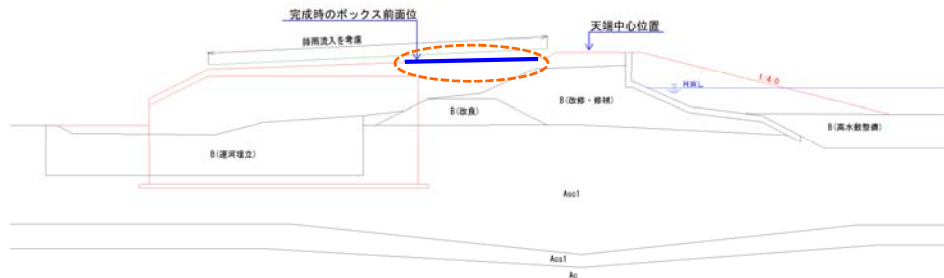 完成時のボックス前面位
天端中心位置
降雨流入を考慮
1:40
HWL
B(改修・修補)
B(改良)
B(高水敷整備)
B(運河埋立)
Asc1
Acs1
Ac